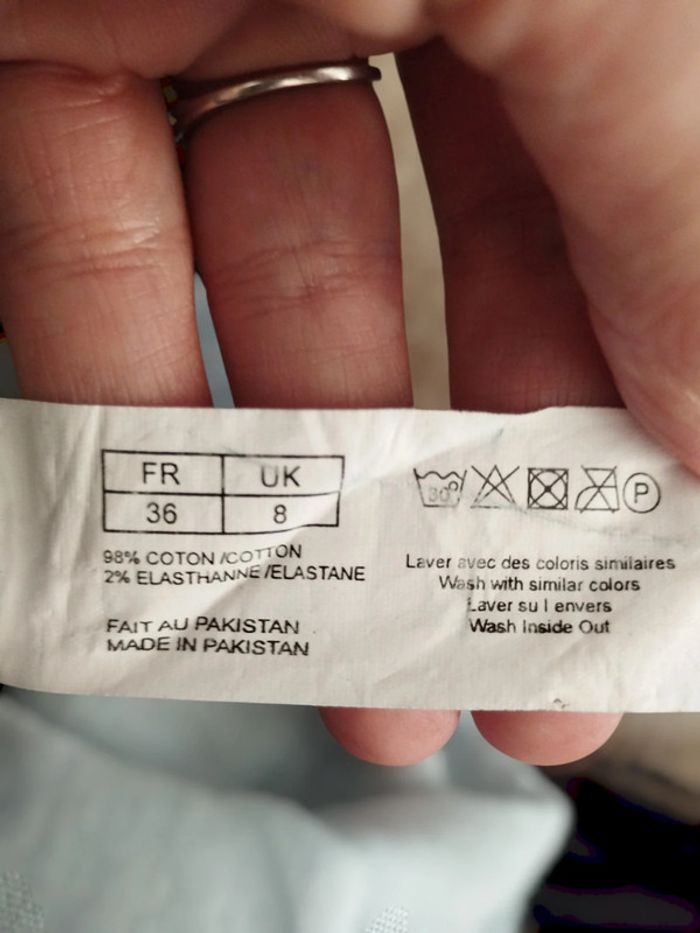 FR UK
36 8
98% COTON /COTTON
2% ELASTHANNE /ELASTANE
FAIT AU PAKISTAN
MADE IN PAKISTAN
30°
P
Laver avec des coloris similaires
Wash with similar colors
Laver su l envers
Wash Inside Out